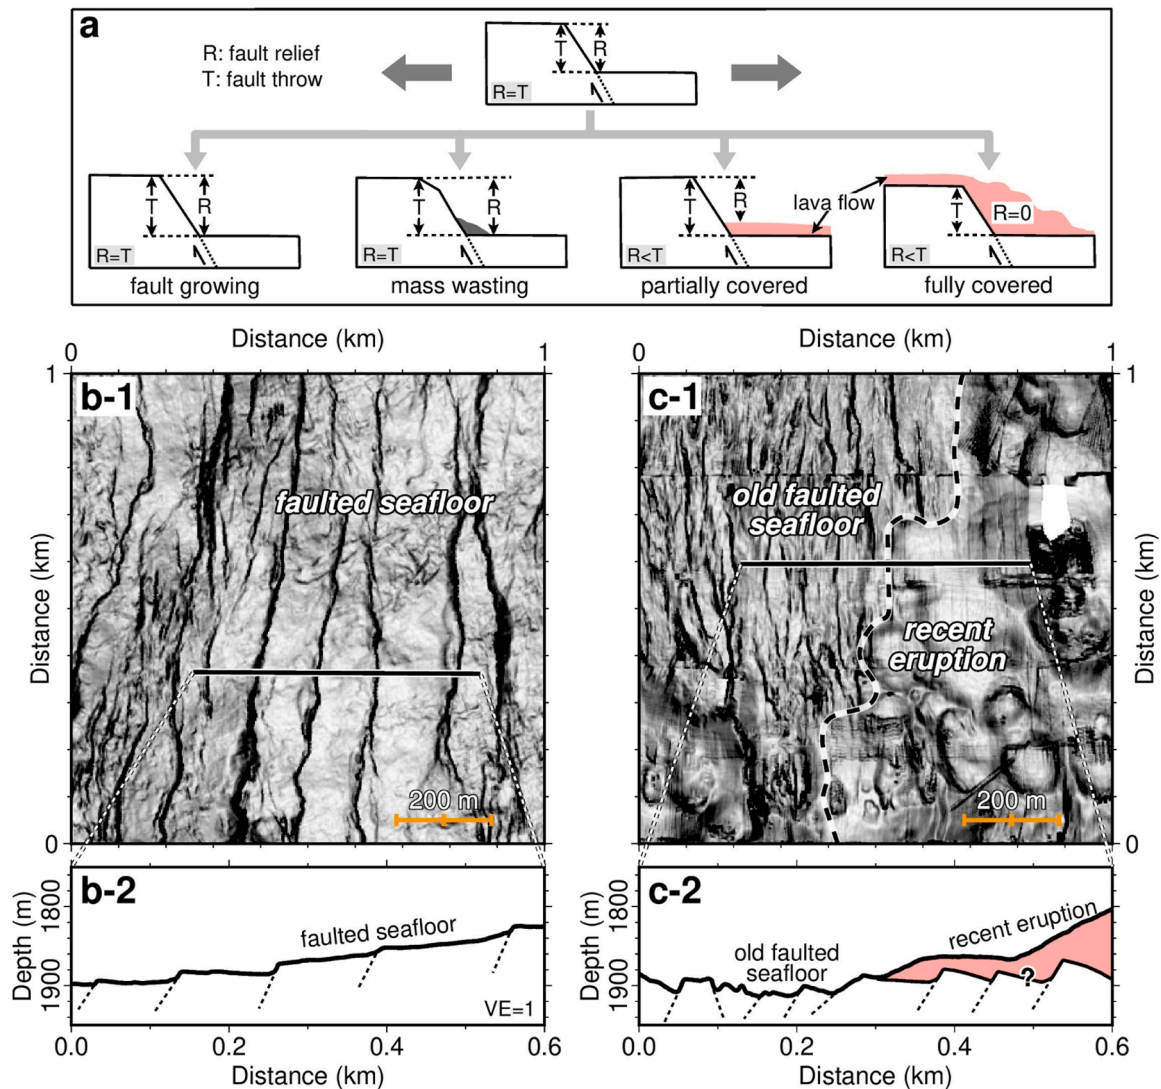 a
R: fault relief
T: fault throw
T
R
R=T
T
R
R=T
fault growing
T
R
R=T
mass wasting
T
R
R<T
partially covered
lava flow
T
R=0
R<T
fully covered
Distance (km)
0
1
Distance (km)
0
1
b-1
faulted seafloor
200 m
Distance (km)
1
0
c-1
old faulted
seafloor
recent
eruption
200 m
Distance (km)
1
0
b-2
faulted seafloor
VE=1
Depth (m)
1800
1900
0.0
0.2
0.4
0.6
Distance (km)
c-2
old faulted
seafloor
recent eruption
?
Depth (m)
1800
1900
0.0
0.2
0.4
0.6
Distance (km)